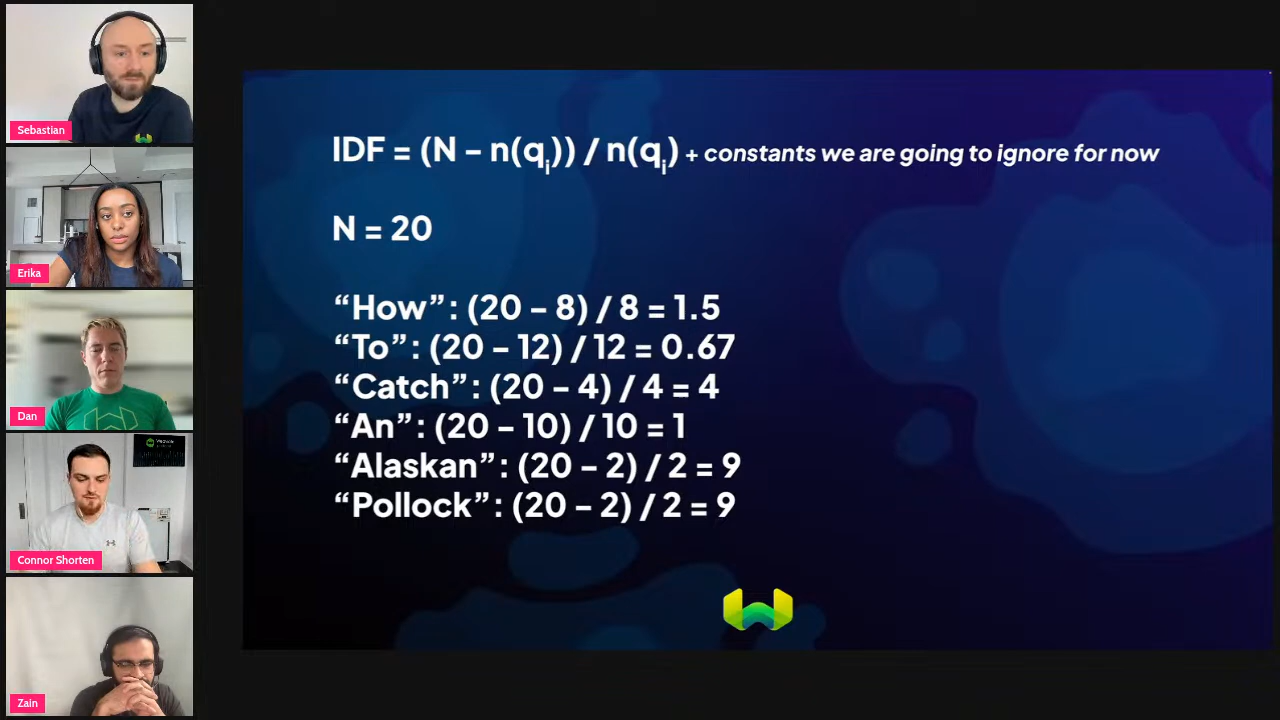 Sebastian
Erika
Dan
Connor Shorten
Zain
IDF = (N – n(qi)) / n(qi) + constants we are going to ignore for now
N = 20
“How”: (20 – 8) / 8 = 1.5
“To”: (20 – 12) / 12 = 0.67
“Catch”: (20 – 4) / 4 = 4
“An”: (20 – 10) / 10 = 1
“Alaskan”: (20 – 2) / 2 = 9
“Pollock”: (20 – 2) / 2 = 9